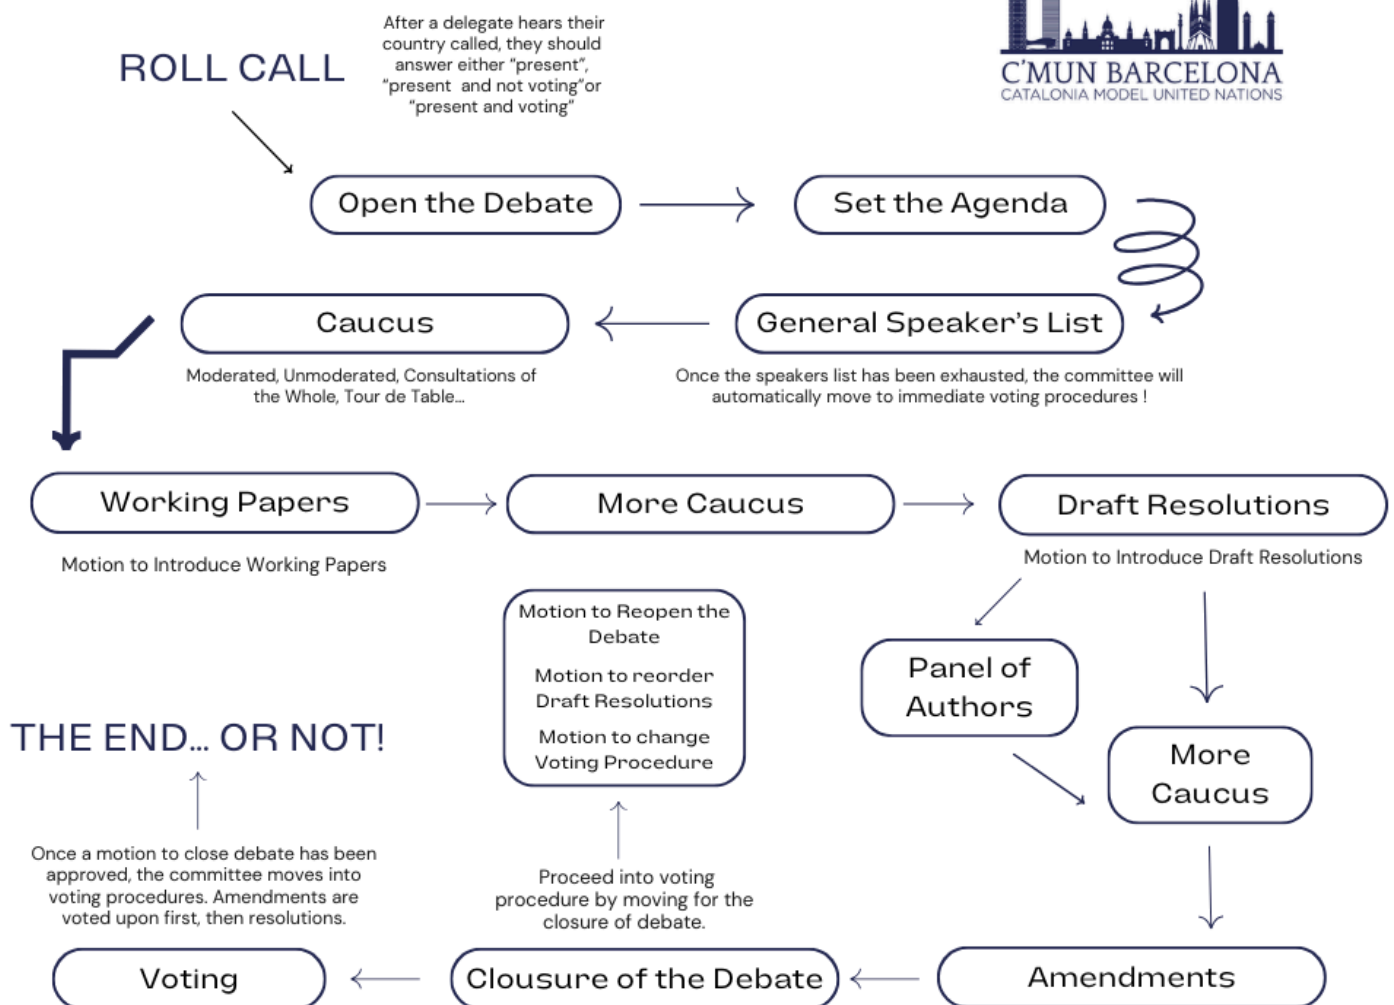 ROLL CALL
After a delegate hears their
country called, they should
answer either “present”,
“present  and not voting”or
“present and voting”
C'MUN BARCELONA
CATALONIA MODEL UNITED NATIONS
Open the Debate
Set the Agenda
Caucus
General Speaker’s List
Moderated, Unmoderated, Consultations of
the Whole, Tour de Table...
Once the speakers list has been exhausted, the committee will
automatically move to immediate voting procedures !
Working Papers
More Caucus
Draft Resolutions
Motion to Introduce Working Papers
Motion to Introduce Draft Resolutions
Motion to Reopen the
Debate
Motion to reorder
Draft Resolutions
Motion to change
Voting Procedure
Panel of
Authors
More
Caucus
THE END... OR NOT!
Once a motion to close debate has been
approved, the committee moves into
voting procedures. Amendments are
voted upon first, then resolutions.
Proceed into voting
procedure by moving for the
closure of debate.
Voting
Clousure of the Debate
Amendments